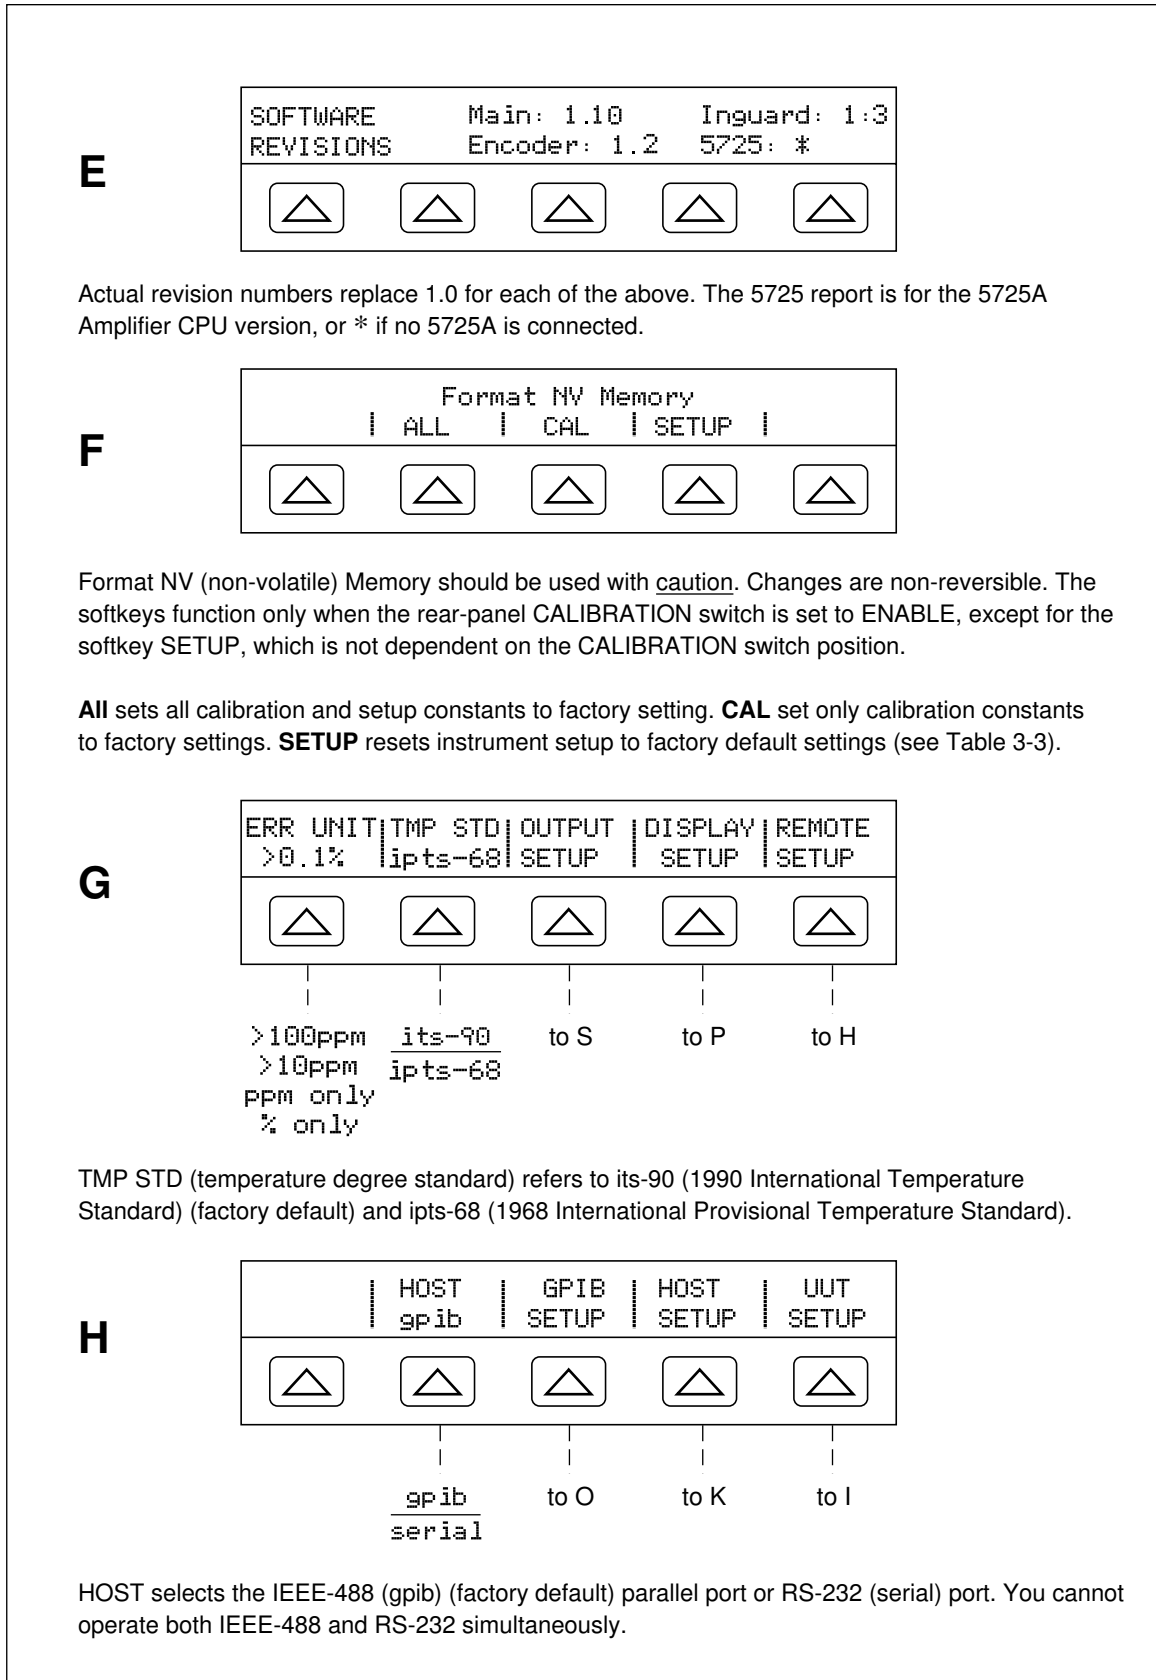 SOFTWARE Main: 1.10 Inguard: 1:3
REVISIONS Encoder: 1.2 5725: *
E
Actual revision numbers replace 1.0 for each of the above. The 5725 report is for the 5725A
Amplifier CPU version, or * if no 5725A is connected.
Format NV Memory
ALL CAL SETUP
F
Format NV (non-volatile) Memory should be used with caution. Changes are non-reversible. The
softkeys function only when the rear-panel CALIBRATION switch is set to ENABLE, except for the
softkey SETUP, which is not dependent on the CALIBRATION switch position.
All sets all calibration and setup constants to factory setting. CAL set only calibration constants
to factory settings. SETUP resets instrument setup to factory default settings (see Table 3-3).
ERR UNIT TMP STD OUTPUT DISPLAY REMOTE
>0.1% ipts-68 SETUP SETUP SETUP
G
>100ppm its-90 to S to P to H
>10ppm ipts-68
ppm only
% only
TMP STD (temperature degree standard) refers to its-90 (1990 International Temperature
Standard) (factory default) and ipts-68 (1968 International Provisional Temperature Standard).
HOST GPIB HOST UUT
gpib SETUP SETUP SETUP
H
gpib to O to K to I
serial
HOST selects the IEEE-488 (gpib) (factory default) parallel port or RS-232 (serial) port. You cannot
operate both IEEE-488 and RS-232 simultaneously.